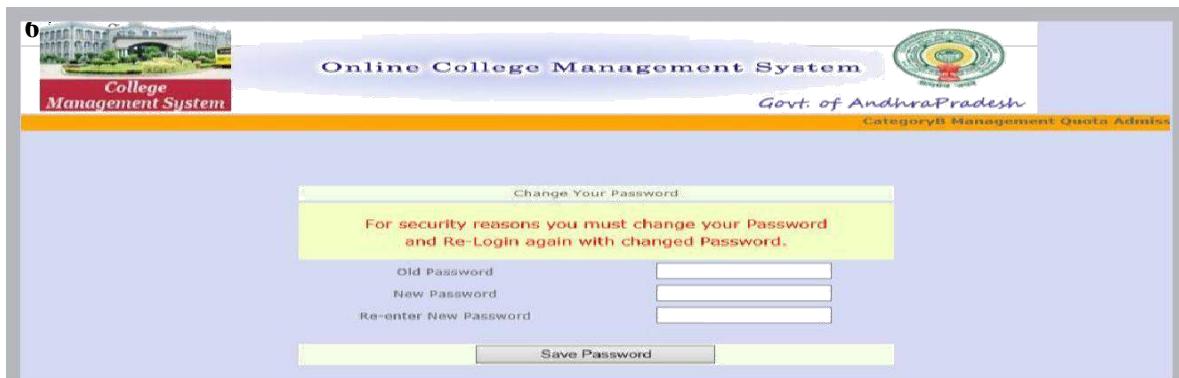 6
College
Management System
Online College Management System
Govt. of AndhraPradesh
CategoryB Management Quota Admiss
Change Your Password
For security reasons you must change your Password
and Re-Login again with changed Password.
Old Password
New Password
Re-enter New Password
Save Password